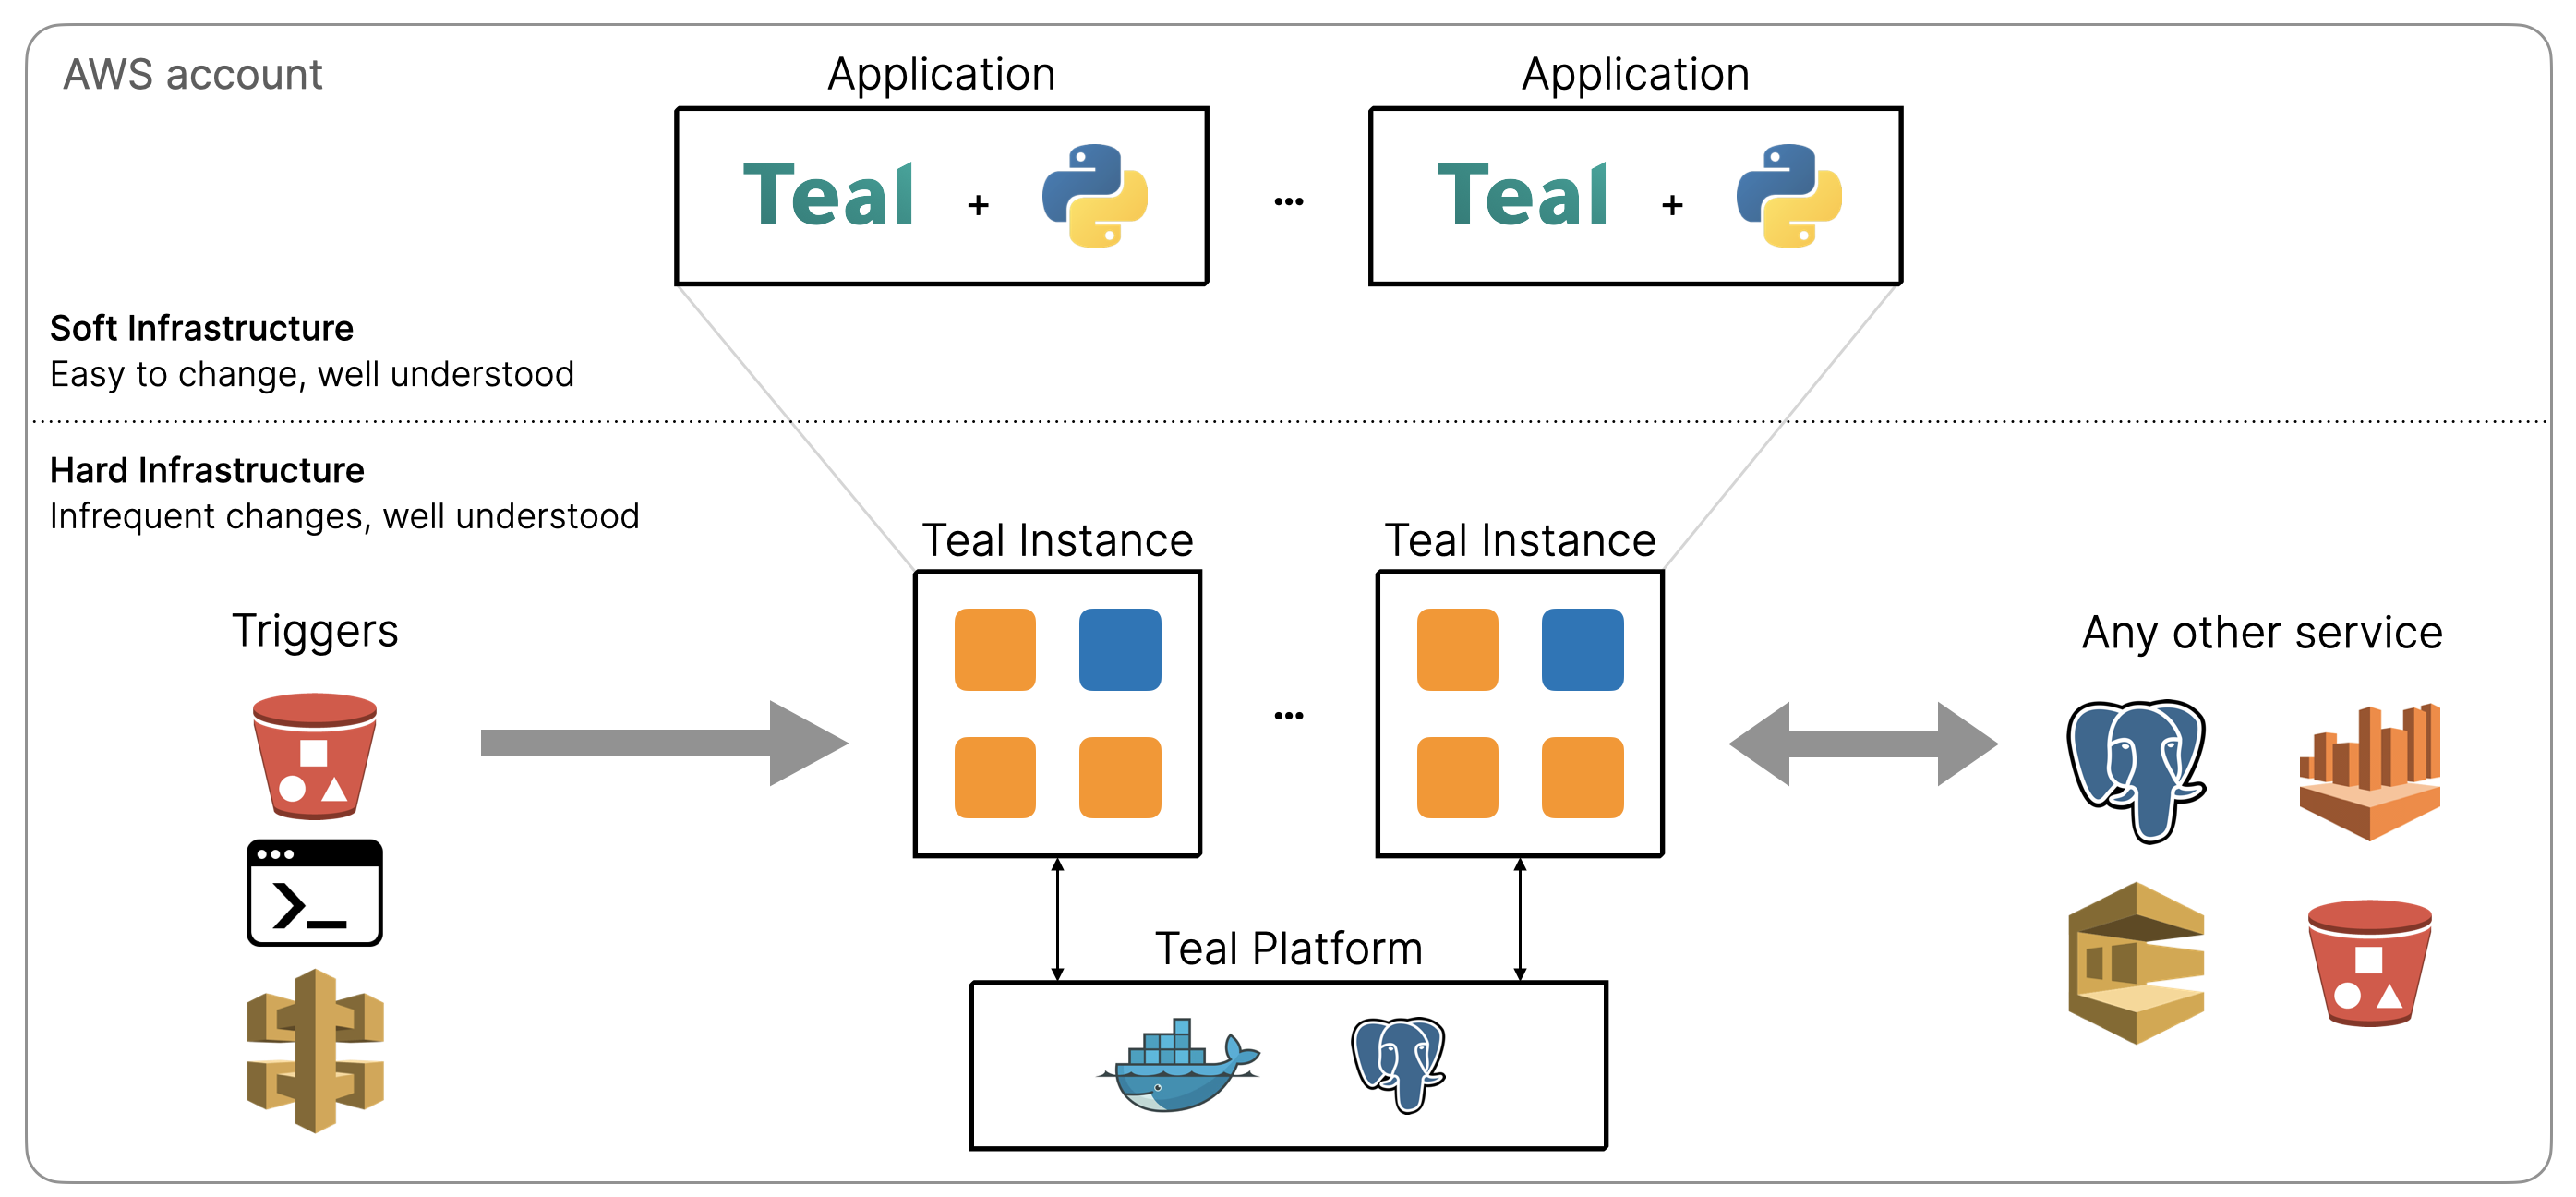 AWS account
Application
Application
Teal +
...
Teal +
Soft Infrastructure
Easy to change, well understood
Hard Infrastructure
Infrequent changes, well understood
Teal Instance
Teal Instance
Triggers
Any other service
...
>_
Teal Platform